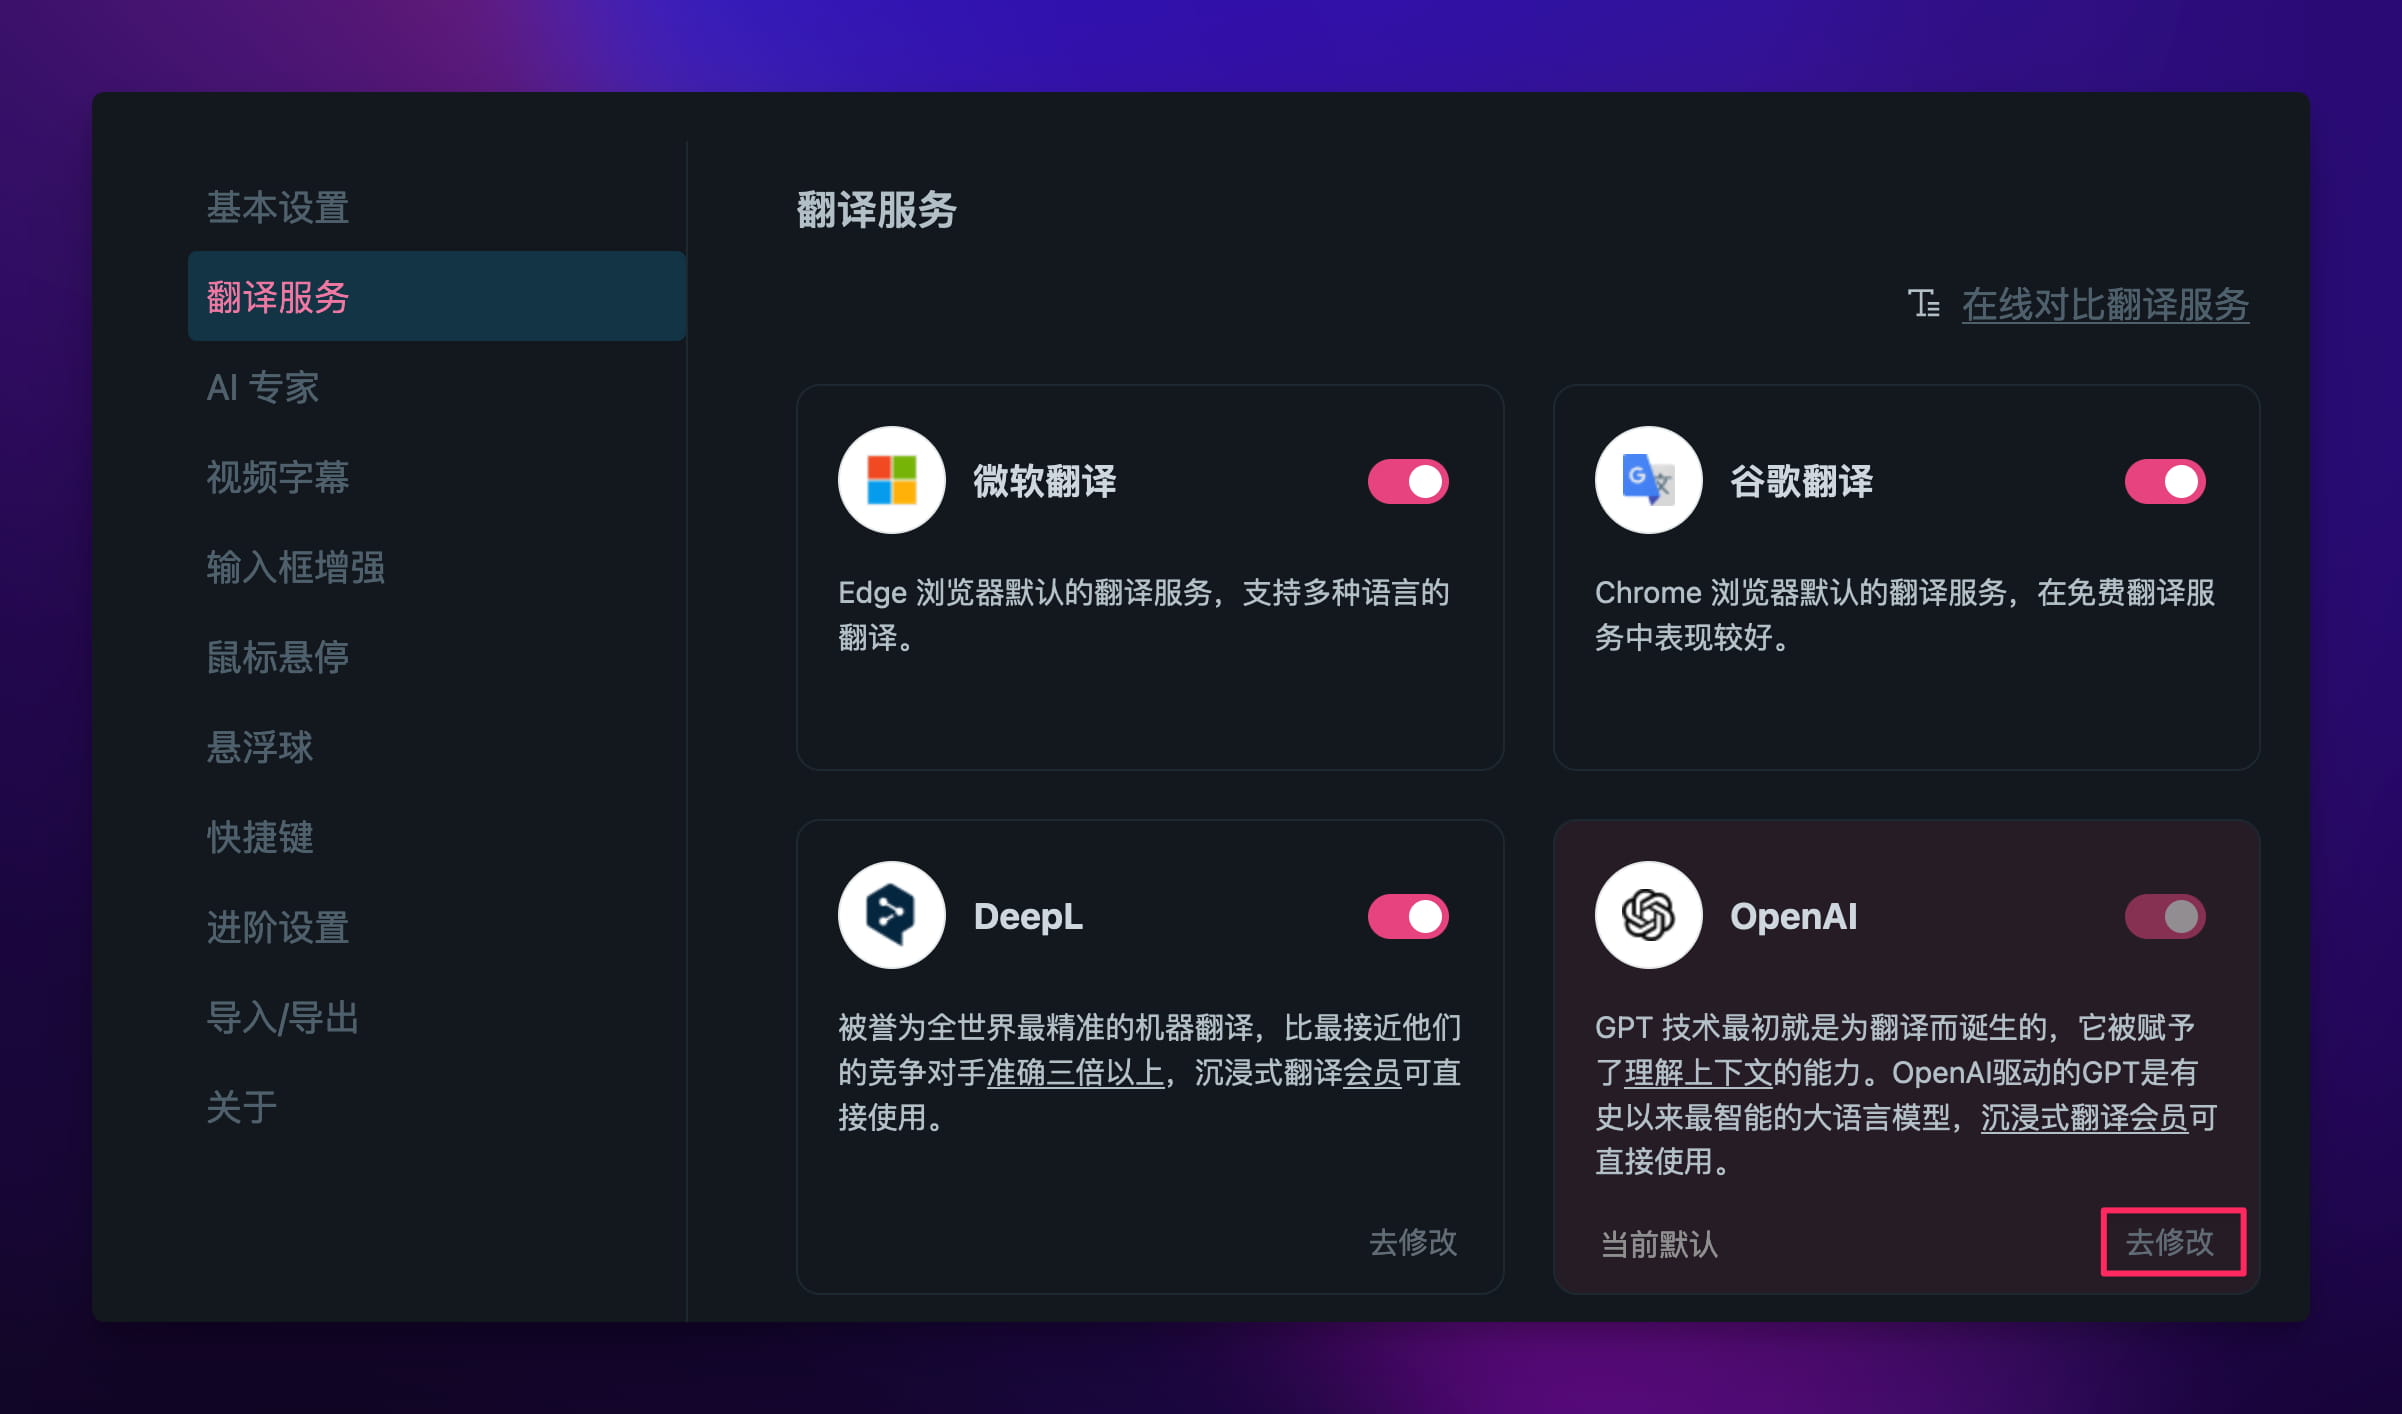 基本设置
翻译服务
AI 专家
视频字幕
输入框增强
鼠标悬停
悬浮球
快捷键
进阶设置
导入/导出
关于
翻译服务
在线对比翻译服务
微软翻译
Edge 浏览器默认的翻译服务，支持多种语言的
翻译。
谷歌翻译
Chrome 浏览器默认的翻译服务，在免费翻译服
务中表现较好。
DeepL
被誉为全世界最精准的机器翻译，比最接近他们
的竞争对手准确三倍以上，沉浸式翻译会员可直
接使用。
去修改
OpenAI
GPT 技术最初就是为翻译而诞生的，它被赋予
了理解上下文的能力。OpenAI驱动的GPT是有
史以来最智能的大语言模型，沉浸式翻译会员可
直接使用。
当前默认
去修改